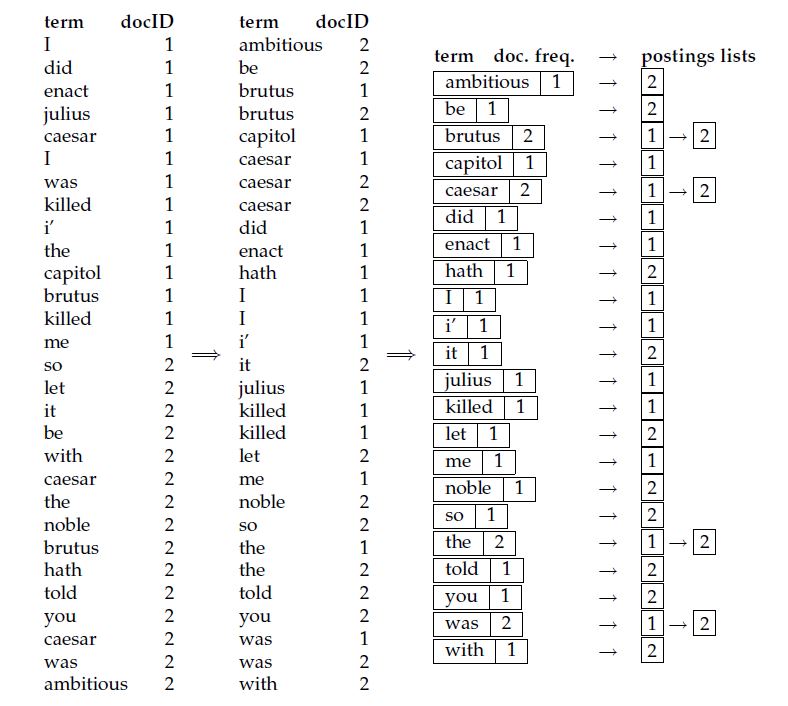 term docID
I 1
did 1
enact 1
julius 1
caesar 1
I 1
was 1
killed 1
i′ 1
the 1
capitol 1
brutus 1
killed 1
me 1
so 2
let 2
it 2
be 2
with 2
caesar 2
the 2
noble 2
brutus 2
hath 2
told 2
you 2
caesar 2
was 2
ambitious 2
⟹
term docID
ambitious 2
be 2
brutus 1
brutus 2
capitol 1
caesar 1
caesar 2
caesar 2
did 1
enact 1
hath 1
I 1
I 1
i′ 1
it 2
julius 1
killed 1
killed 1
let 2
me 1
noble 2
so 2
the 1
the 2
told 2
you 2
was 1
was 2
with 2
⟹
term doc. freq. → postings lists
ambitious 1 → 2
be 1 → 2
brutus 2 → 1 → 2
capitol 1 → 1
caesar 2 → 1 → 2
did 1 → 1
enact 1 → 1
hath 1 → 2
I 1 → 1
i′ 1 → 1
it 1 → 2
julius 1 → 1
killed 1 → 1
let 1 → 2
me 1 → 1
noble 1 → 2
so 1 → 2
the 2 → 1 → 2
told 1 → 2
you 1 → 2
was 2 → 1 → 2
with 1 → 2